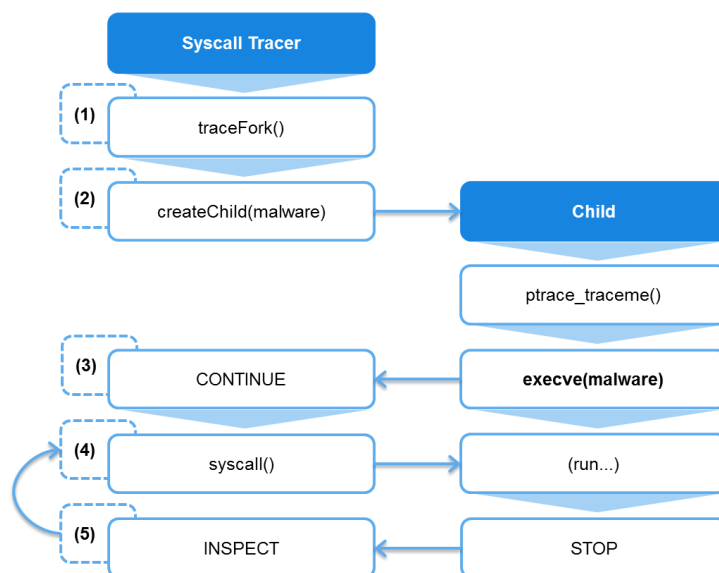 Syscall Tracer
(1)
traceFork()
(2)
createChild(malware)
Child
ptrace_traceme()
(3)
CONTINUE
execve(malware)
(4)
syscall()
(run...)
(5)
INSPECT
STOP